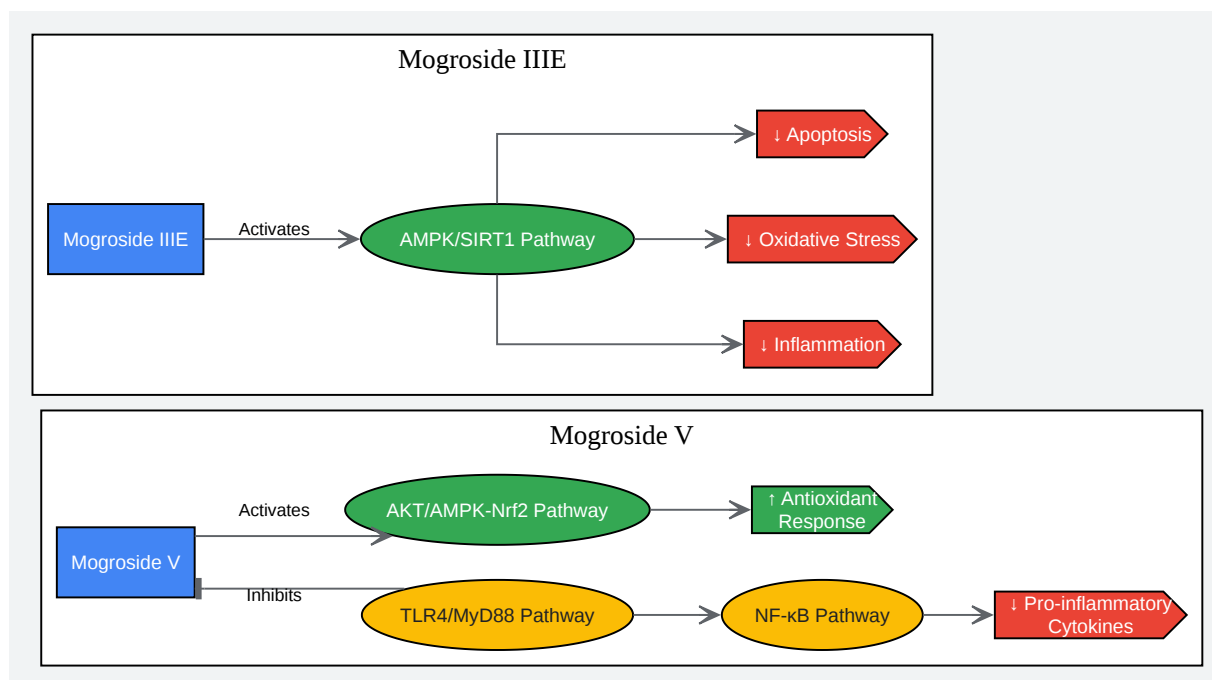 Mogroside IIIE
↓ Apoptosis
Mogroside IIIE
Activates
AMPK/SIRT1 Pathway
↓ Oxidative Stress
↓ Inflammation
Mogroside V
Activates
AKT/AMPK-Nrf2 Pathway
↑ Antioxidant
Response
Mogroside V
Inhibits
TLR4/MyD88 Pathway
NF-κB Pathway
↓ Pro-inflammatory
Cytokines